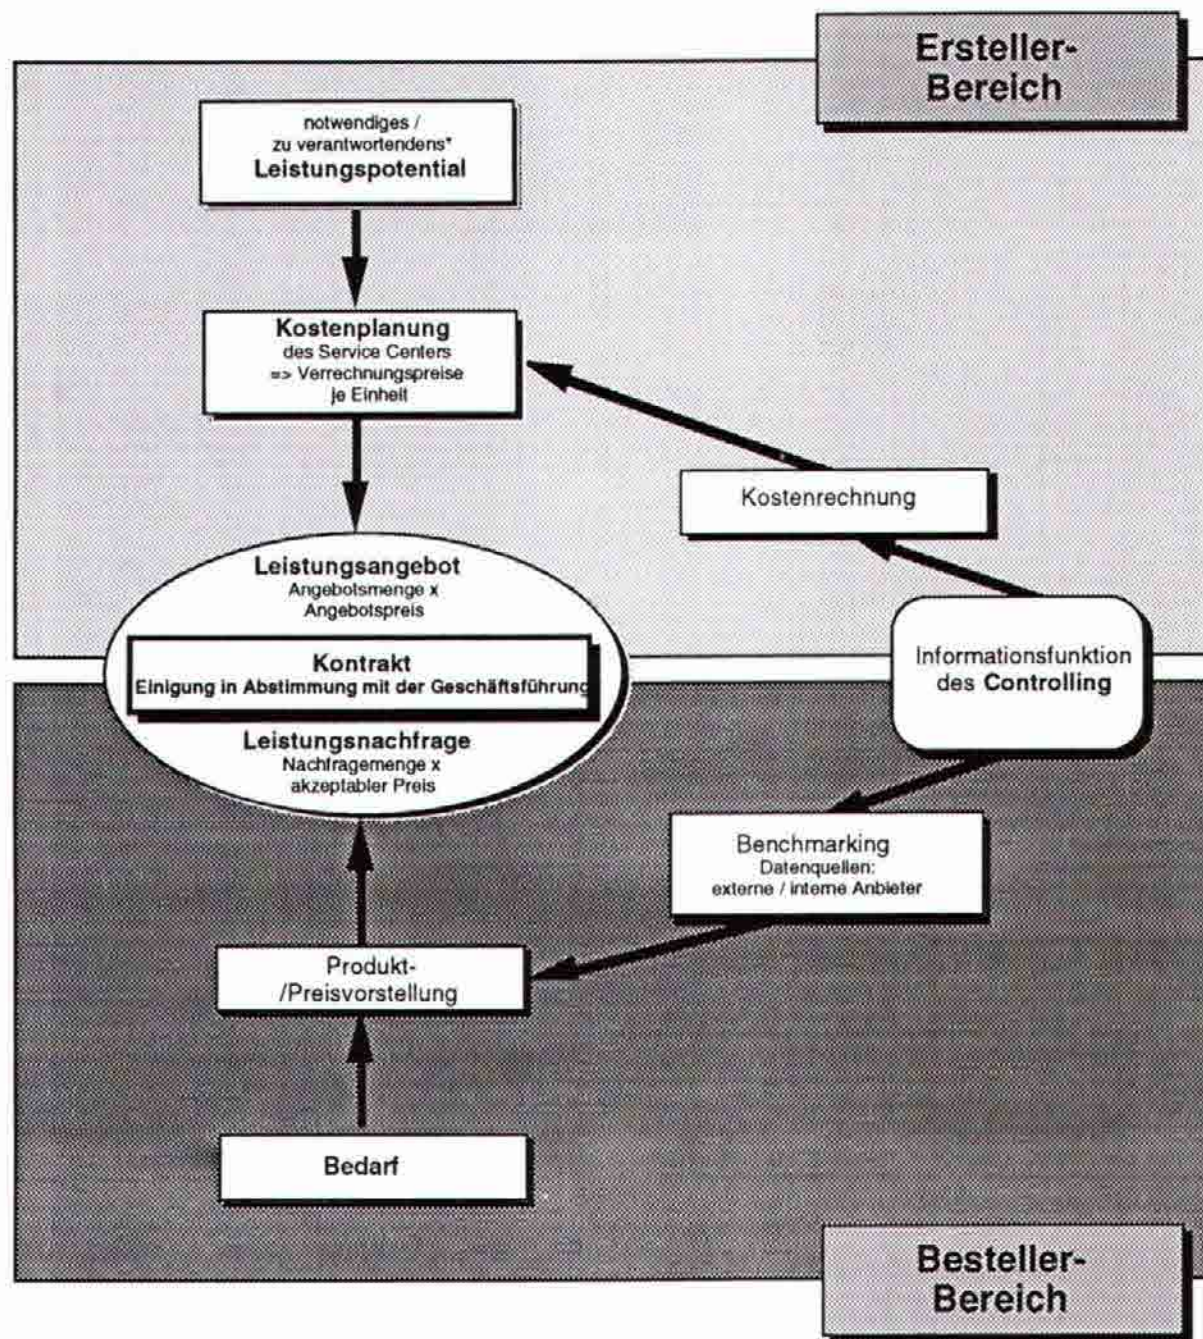 Ersteller-
Bereich
notwendiges /
zu verantwortendens*
Leistungspotential
Kostenplanung
des Service Centers
=> Verrechnungspreise
je Einheit
Kostenrechnung
Leistungsangebot
Angebotsmenge x
Angebotspreis
Kontrakt
Einigung in Abstimmung mit der Geschäftsführung
Informationsfunktion
des Controlling
Leistungsnachfrage
Nachfragemenge x
akzeptabler Preis
Benchmarking
Datenquellen:
externe / interne Anbieter
Produkt-
/Preisvorstellung
Bedarf
Besteller-
Bereich